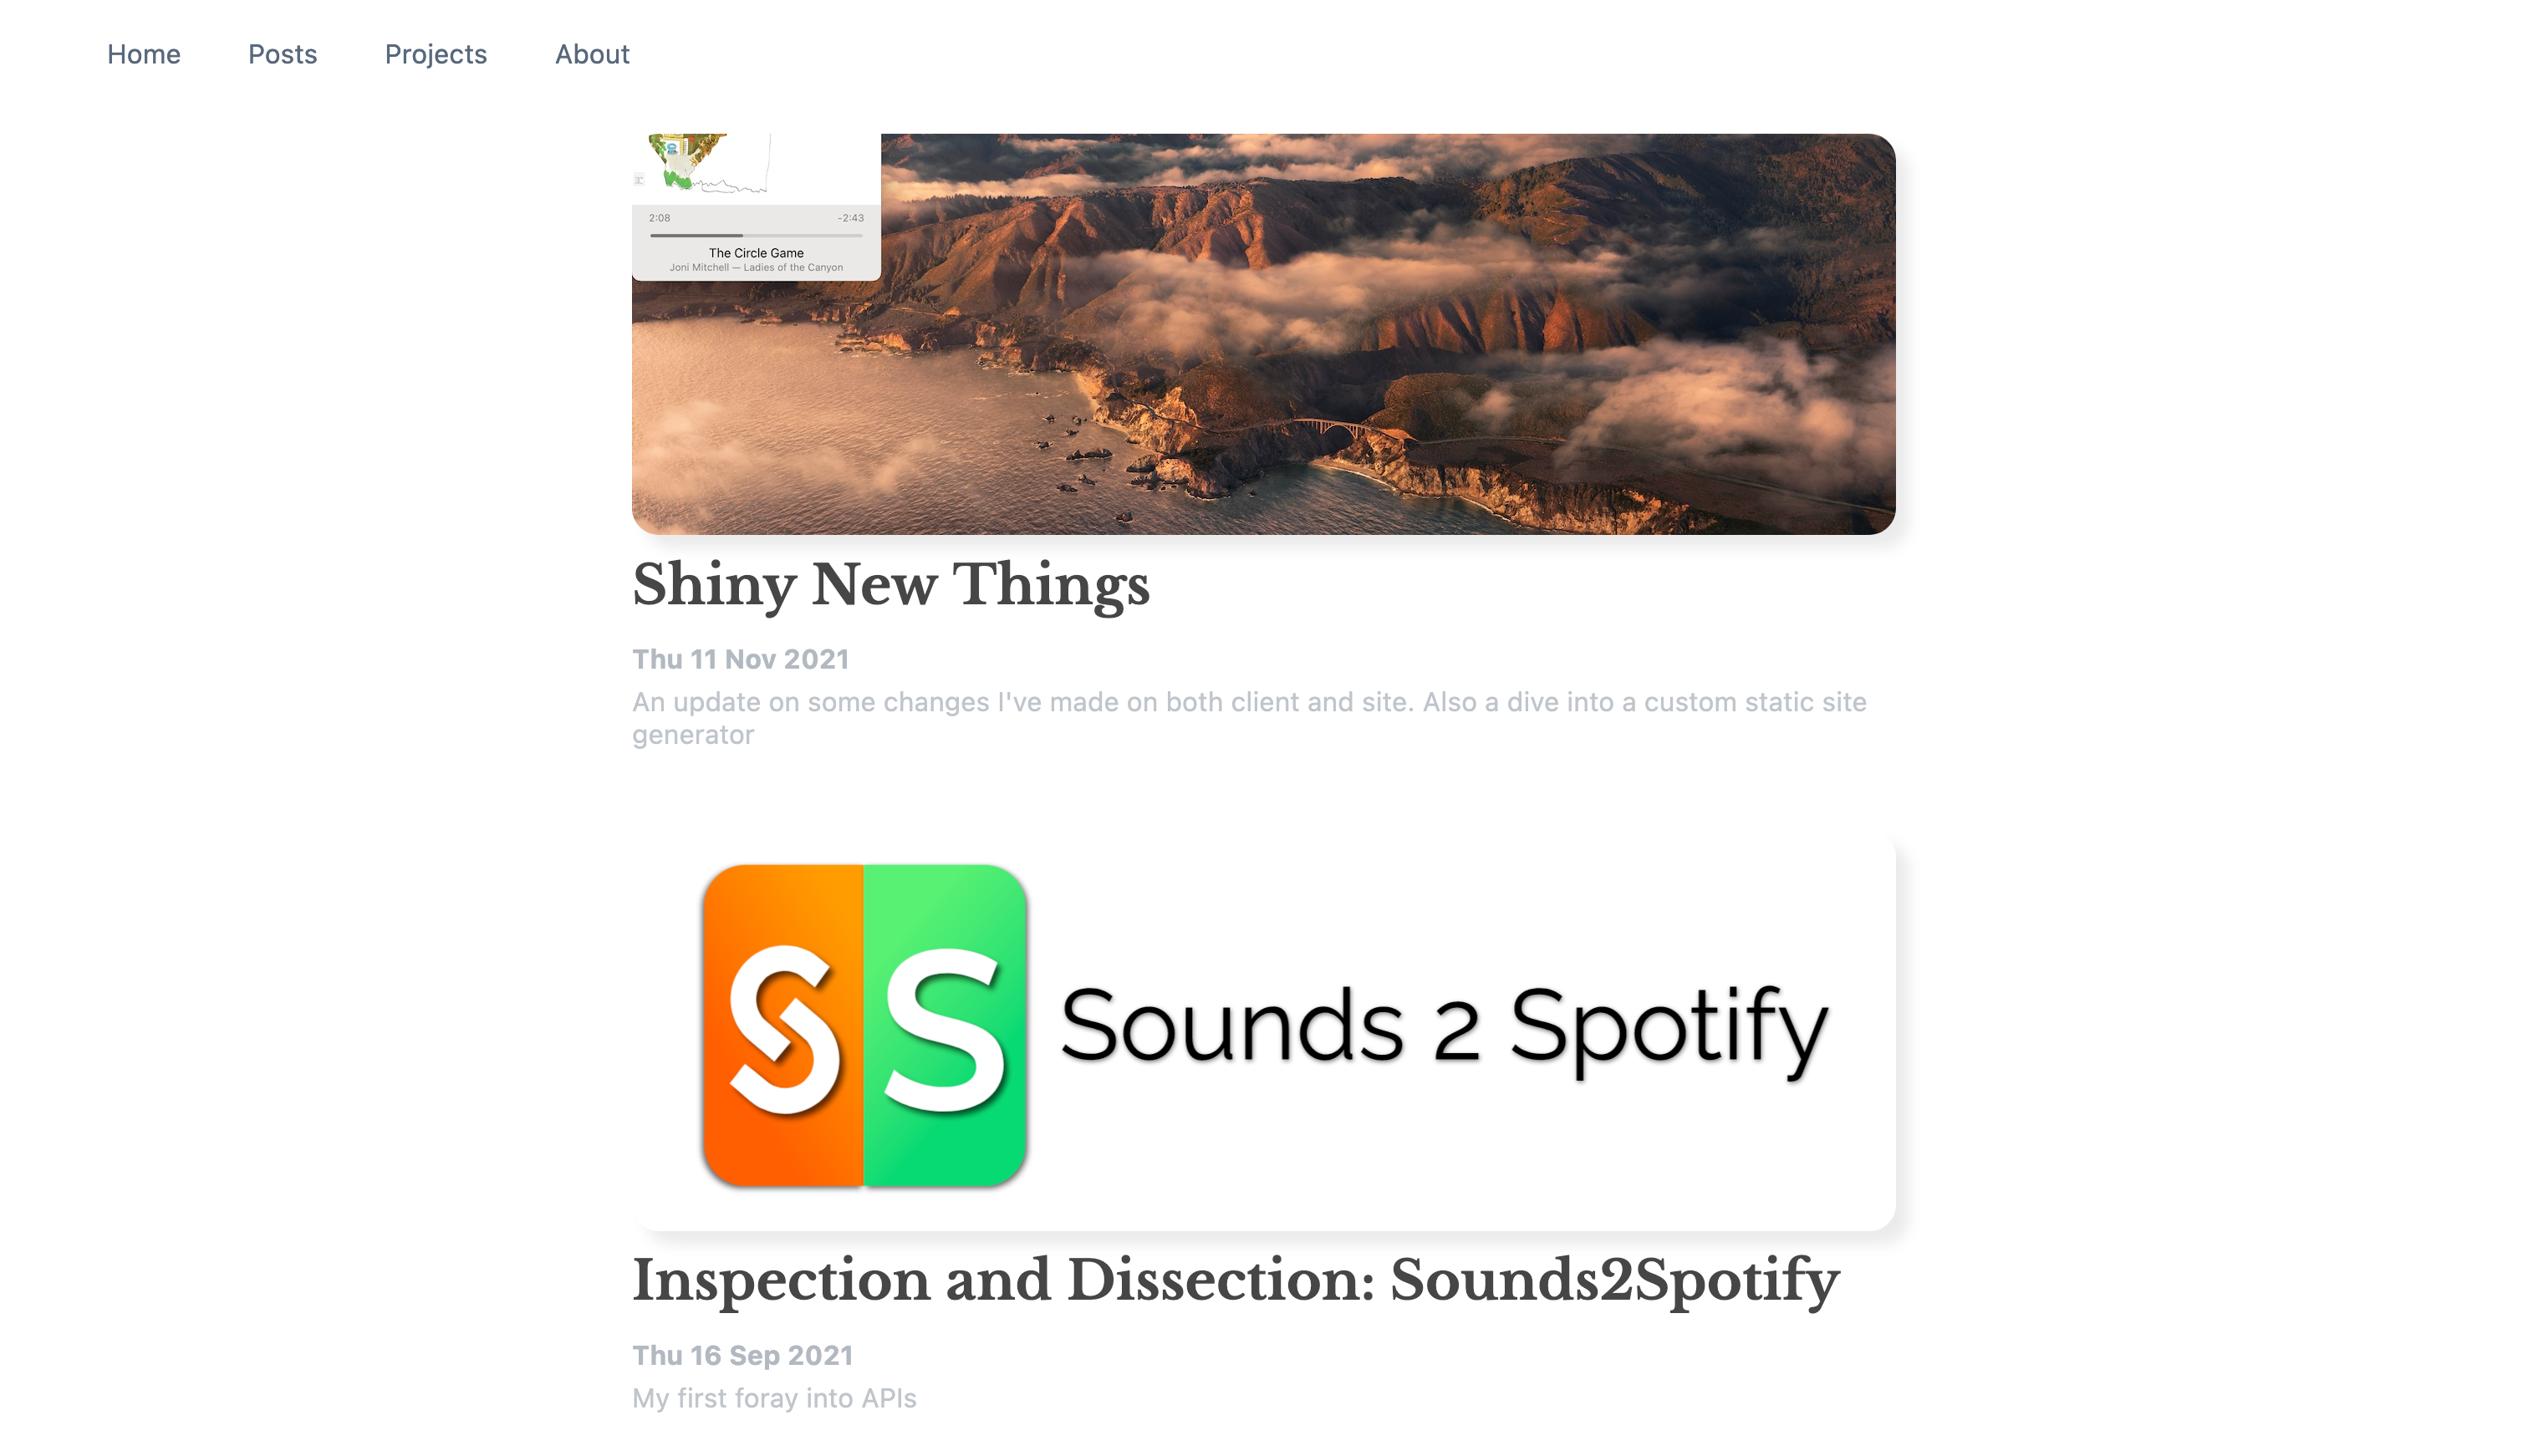 Home Posts Projects About
2:08 -2:43
The Circle Game
Joni Mitchell — Ladies of the Canyon
Shiny New Things
Thu 11 Nov 2021
An update on some changes I've made on both client and site. Also a dive into a custom static site
generator
SS
Sounds 2 Spotify
Inspection and Dissection: Sounds2Spotify
Thu 16 Sep 2021
My first foray into APIs